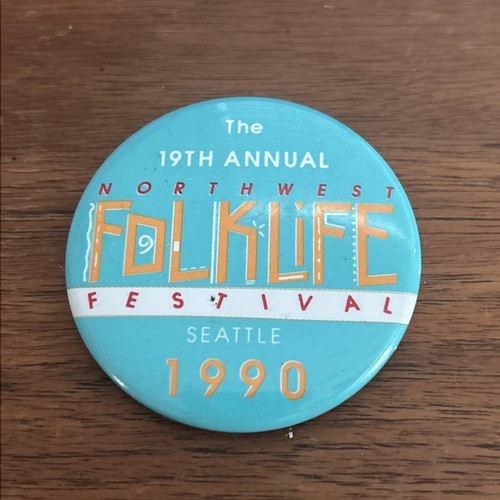 The
19TH ANNUAL
NORTHWEST
FOLKLiFE
FESTIVAL
SEATTLE
1990